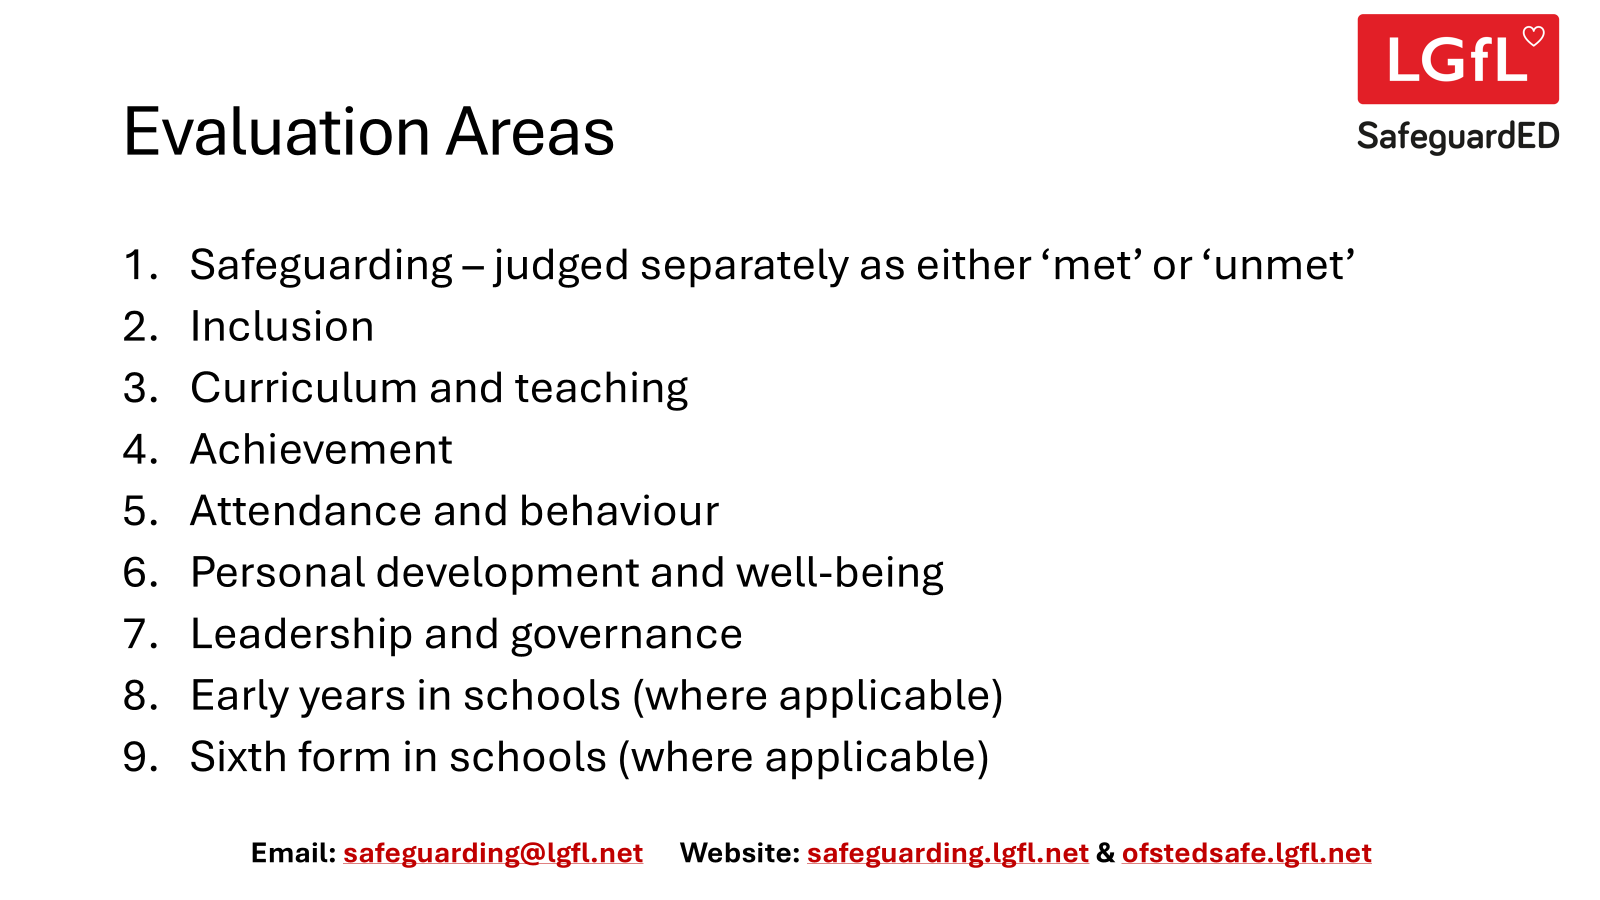 LGfL
SafeguardED
Evaluation Areas
1. Safeguarding – judged separately as either ‘met’ or ‘unmet’
2. Inclusion
3. Curriculum and teaching
4. Achievement
5. Attendance and behaviour
6. Personal development and well-being
7. Leadership and governance
8. Early years in schools (where applicable)
9. Sixth form in schools (where applicable)
Email: safeguarding@lgfl.net Website: safeguarding.lgfl.net & ofstedsafe.lgfl.net